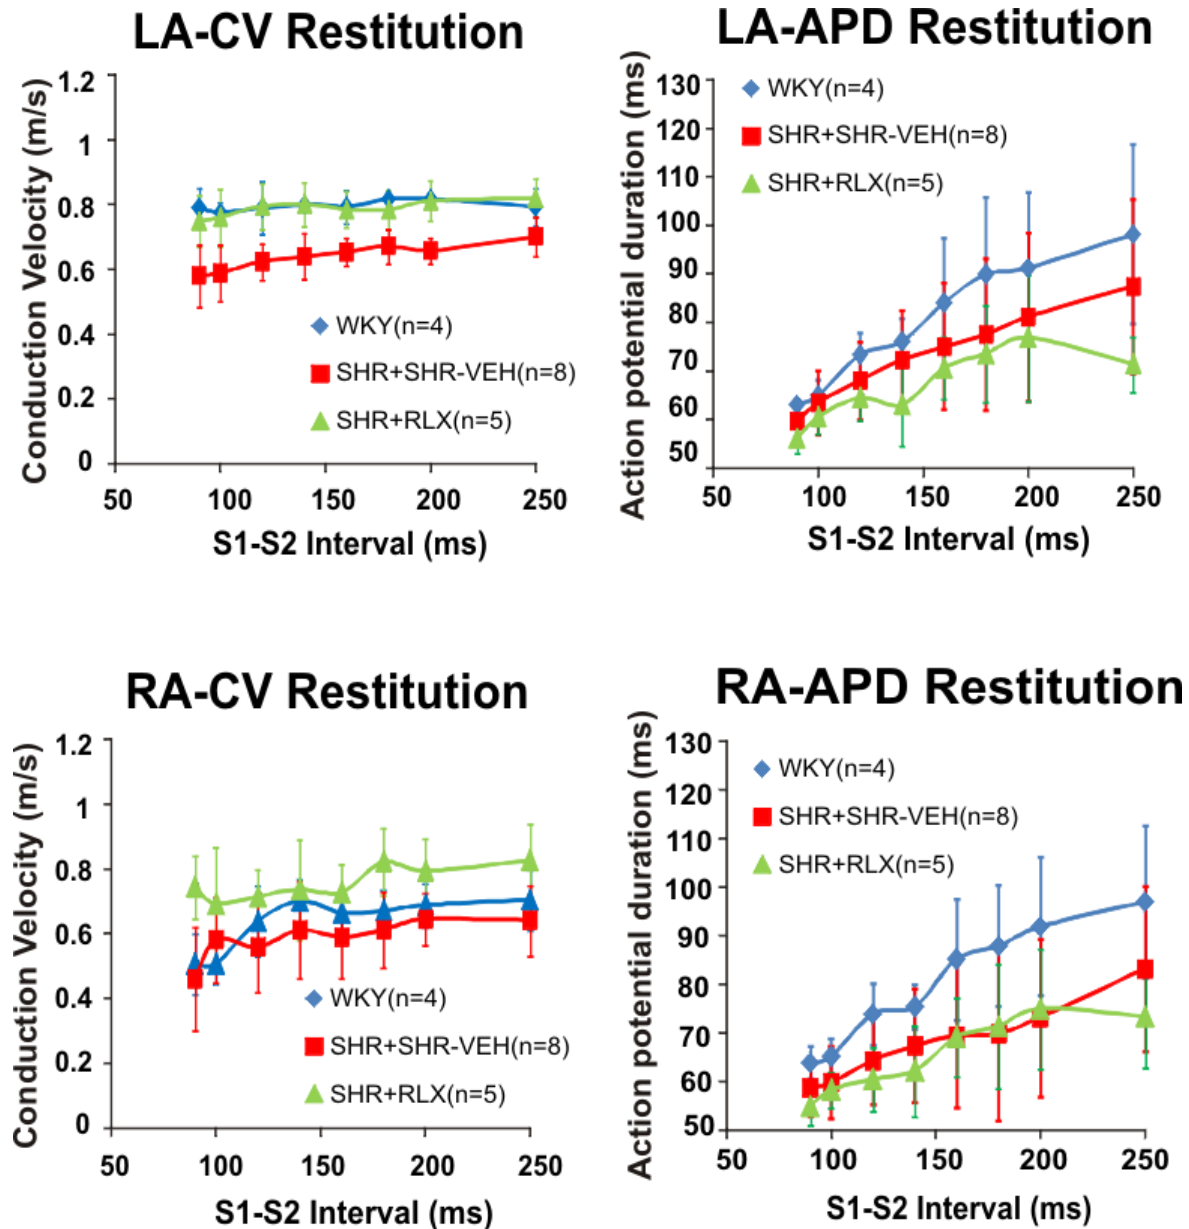 LA-CV Restitution
Conduction Velocity (m/s)
1.2
1
0.8
0.6
0.4
0.2
0
WKY(n=4)
SHR+SHR-VEH(n=8)
SHR+RLX(n=5)
50 100 150 200 250
S1-S2 Interval (ms)
LA-APD Restitution
Action potential duration (ms)
130
120
110
100
90
80
70
60
50
WKY(n=4)
SHR+SHR-VEH(n=8)
SHR+RLX(n=5)
50 100 150 200 250
S1-S2 Interval (ms)
RA-CV Restitution
Conduction Velocity (m/s)
1.2
1
0.8
0.6
0.4
0.2
0
WKY(n=4)
SHR+SHR-VEH(n=8)
SHR+RLX(n=5)
50 100 150 200 250
S1-S2 Interval (ms)
RA-APD Restitution
Action potential duration (ms)
130
120
110
100
90
80
70
60
50
WKY(n=4)
SHR+SHR-VEH(n=8)
SHR+RLX(n=5)
50 100 150 200 250
S1-S2 Interval (ms)